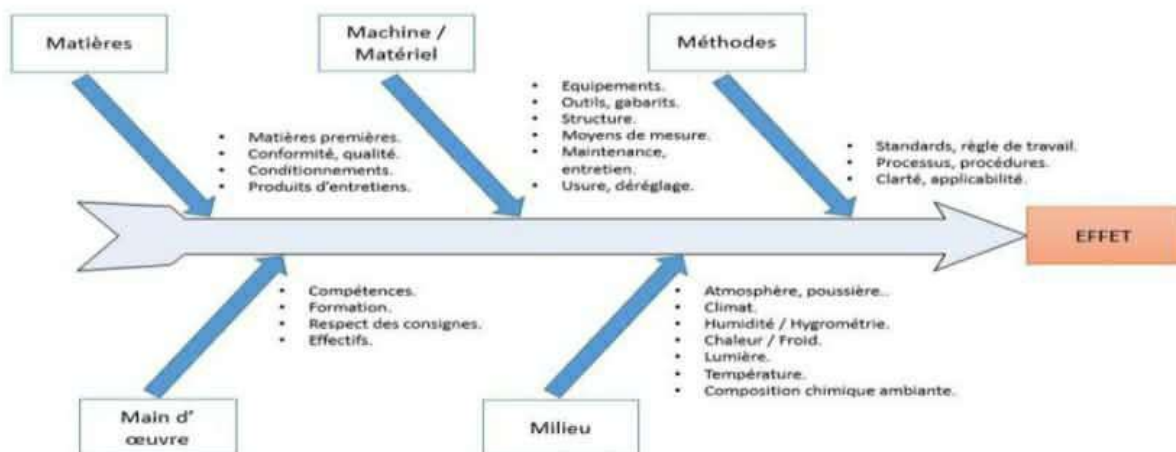 Matières
Machine /
Matériel
Méthodes
• Matières premières.
• Conformité, qualité.
• Conditionnements.
• Produits d'entretiens.
• Equipements.
• Outils, gabarits.
• Structure.
• Moyens de mesure.
• Maintenance,
entretien.
• Usure, déréglage.
• Standards, règle de travail.
• Processus, procédures.
• Clarté, applicabilité.
EFFET
• Compétences.
• Formation.
• Respect des consignes.
• Effectifs.
• Atmosphère, poussière..
• Climat.
• Humidité / Hygrométrie.
• Chaleur / Froid.
• Lumière.
• Température.
• Composition chimique ambiante.
Main d'
œuvre
Milieu